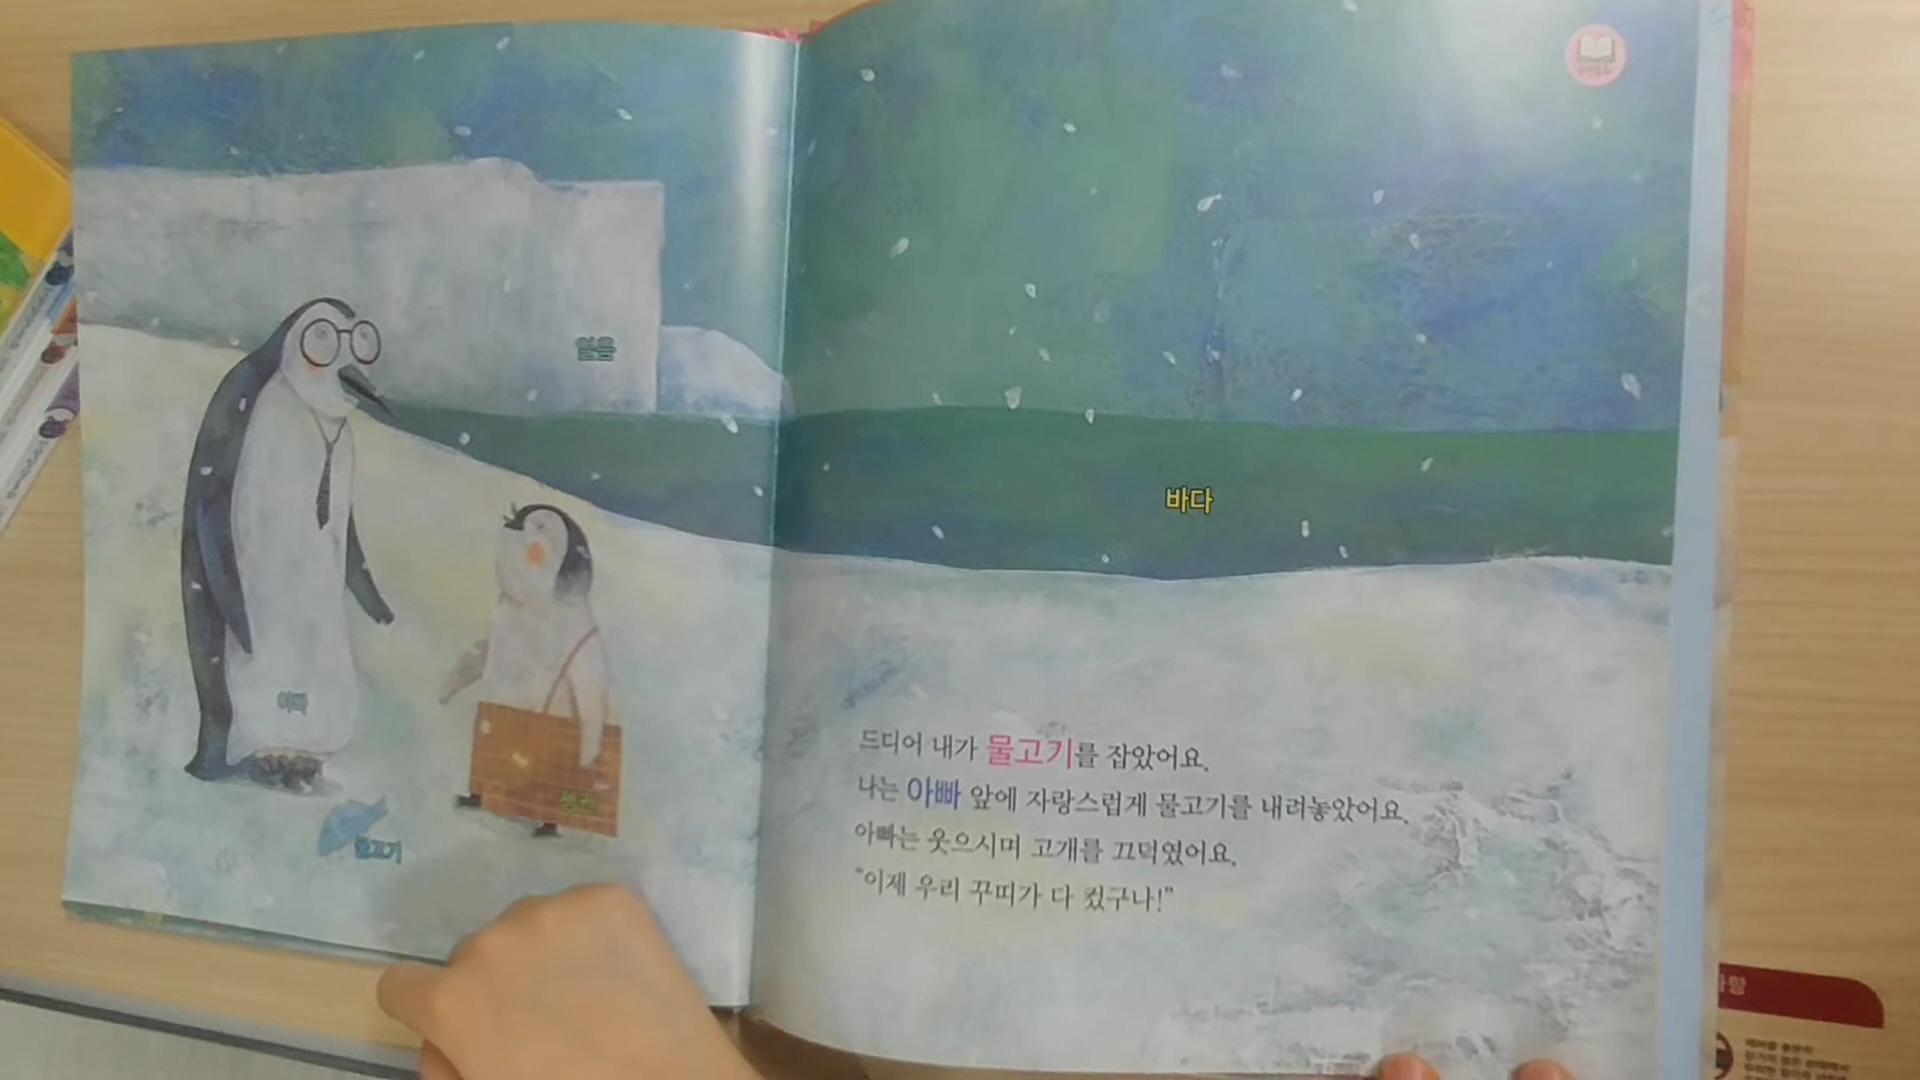 얼음
바다
아빠
물고기
드디어 내가 물고기를 잡았어요.
나는 아빠 앞에 자랑스럽게 물고기를 내려놓았어요.
아빠는 웃으시며 고개를 끄덕였어요.
"이제 우리 꾸띠가 다 컸구나!"